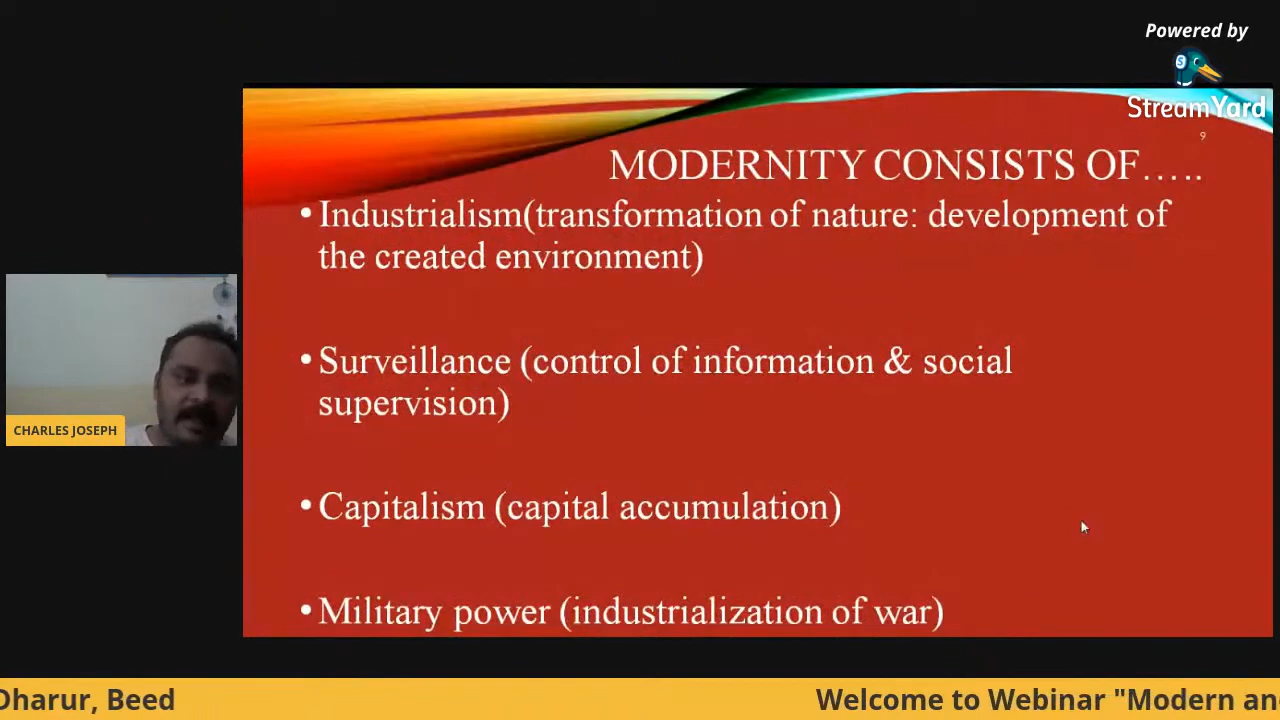 Powered by
StreamYard
9
MODERNITY CONSISTS OF…..
• Industrialism(transformation of nature: development of
the created environment)
• Surveillance (control of information & social
supervision)
• Capitalism (capital accumulation)
• Military power (industrialization of war)
CHARLES JOSEPH
Dharur, Beed
Welcome to Webinar "Modern an